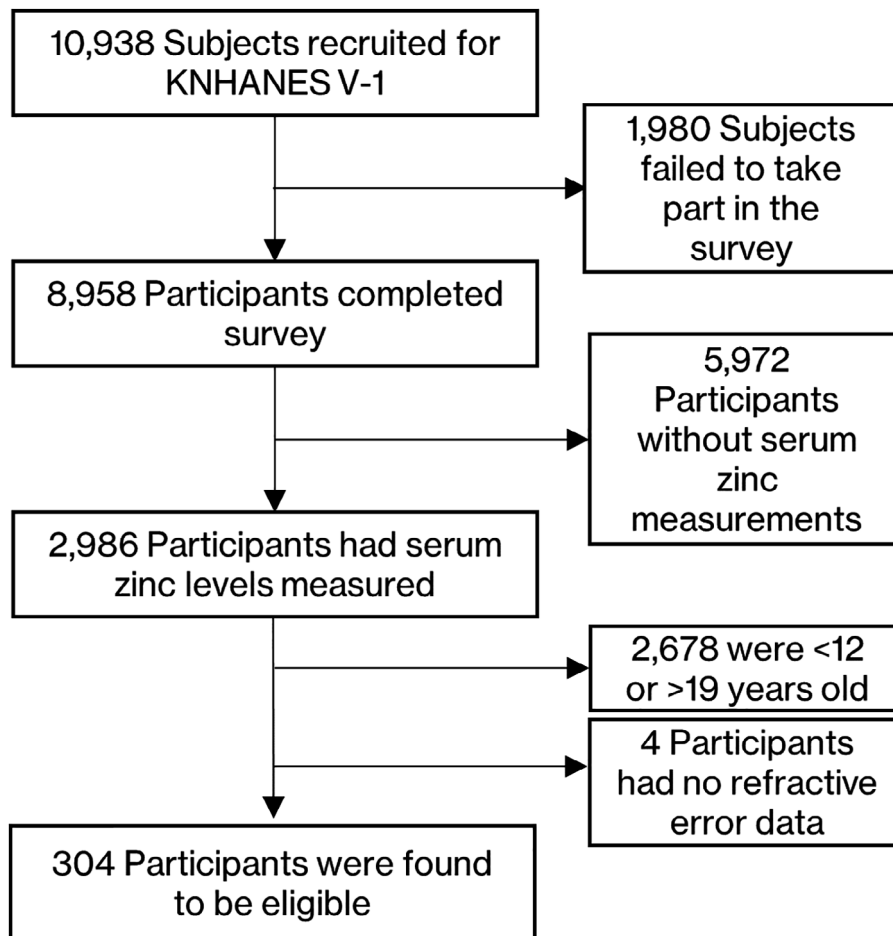 10,938 Subjects recruited for
KNHANES V-1
1,980 Subjects
failed to take
part in the
survey
8,958 Participants completed
survey
5,972
Participants
without serum
zinc
measurements
2,986 Participants had serum
zinc levels measured
2,678 were <12
or >19 years old
4 Participants
had no refractive
error data
304 Participants were found
to be eligible